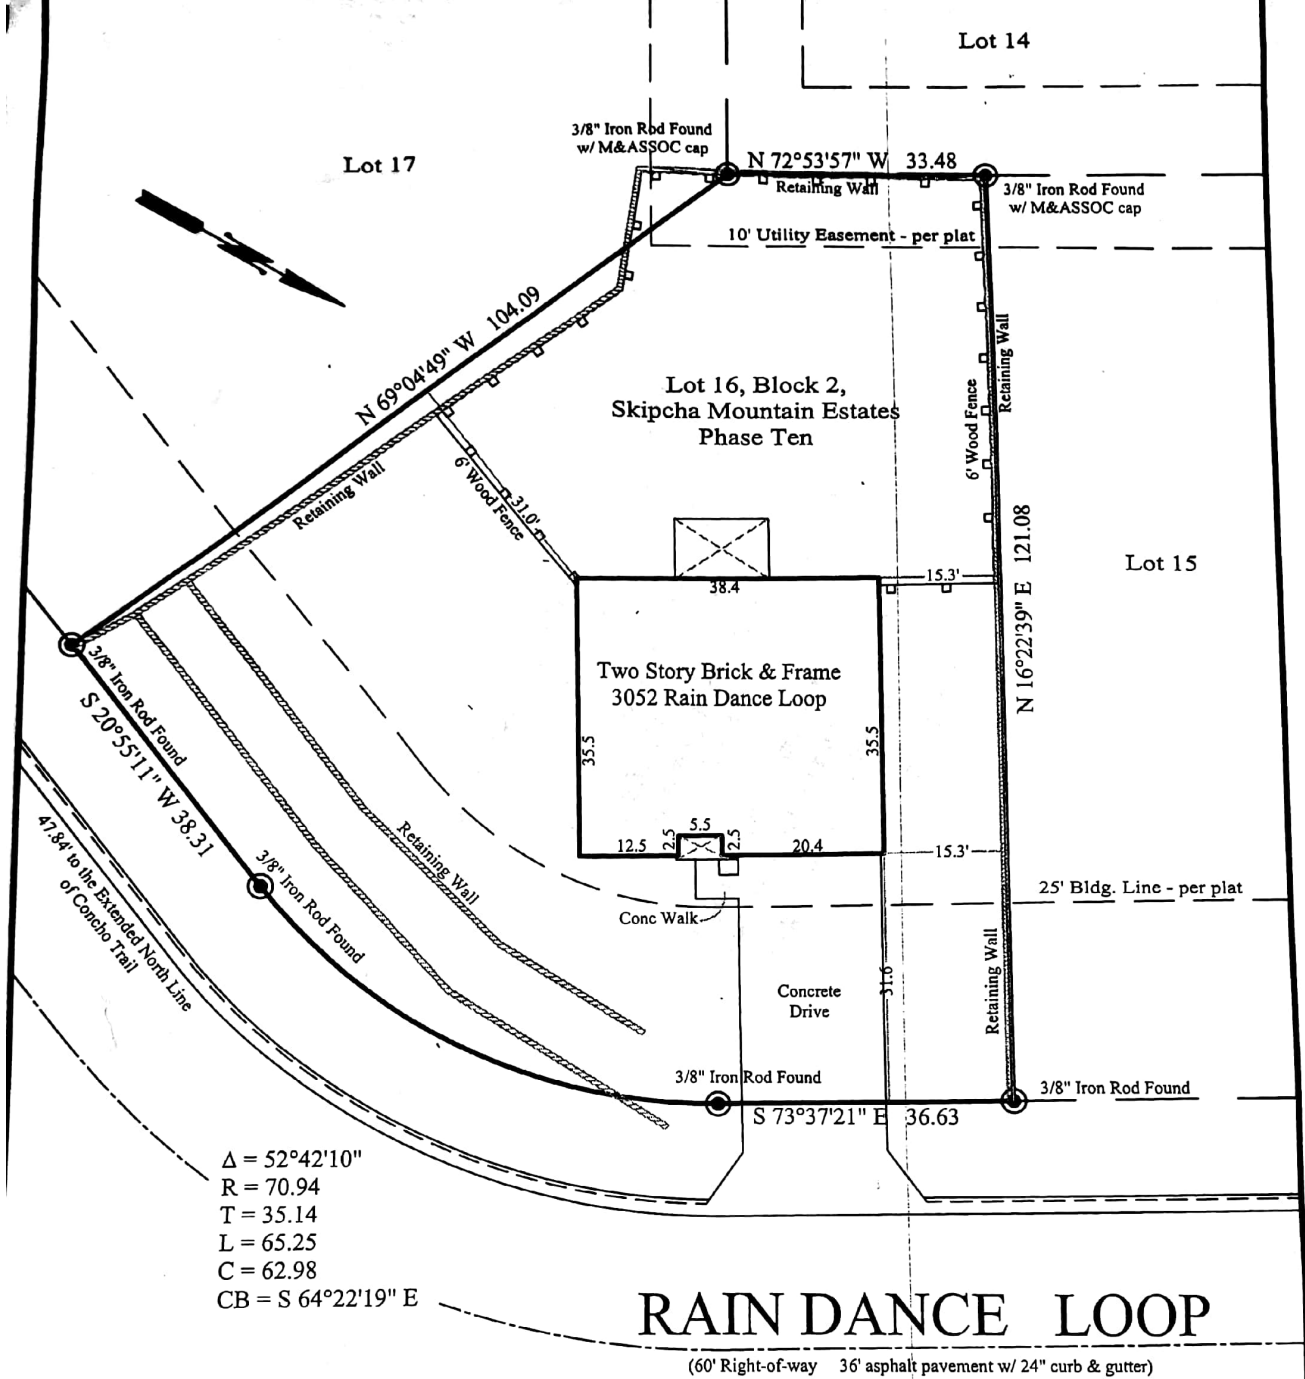 Lot 14
3/8" Iron Rod Found
w/ M&ASSOC cap
Lot 17
N 72°53'57" W 33.48
Retaining Wall
3/8" Iron Rod Found
w/ M&ASSOC cap
10' Utility Easement - per plat
N 69°04'49" W 104.09
Retaining Wall
6' Wood Fence
Lot 16, Block 2,
Skipcha Mountain Estates
Phase Ten
Retaining Wall
6' Wood Fence
31.0'
N 16°22'39" E 121.08
Lot 15
15.3'
38.4
Two Story Brick & Frame
3052 Rain Dance Loop
35.5
35.5
3/8" Iron Rod Found
S 20°55'11" W 38.31
5.5
12.5
2.5
2.5
20.4
15.3'
47.84' to the Extended North Line
of Concho Trail
3/8" Iron Rod Found
Retaining Wall
25' Bldg. Line - per plat
Conc Walk
Concrete
Drive
31.6
Retaining Wall
3/8" Iron Rod Found
3/8" Iron Rod Found
S 73°37'21" E 36.63
Δ = 52°42'10"
R = 70.94
T = 35.14
L = 65.25
C = 62.98
CB = S 64°22'19" E
RAIN DANCE LOOP
(60' Right-of-way 36' asphalt pavement w/ 24" curb & gutter)